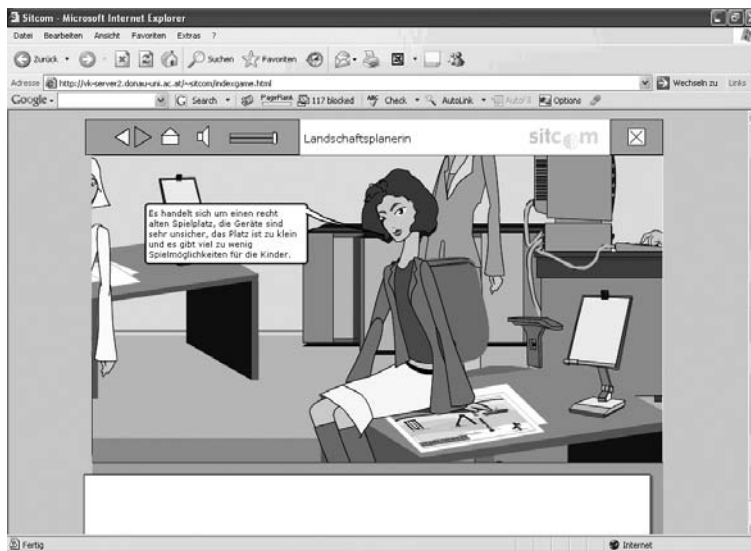 Sitcom - Microsoft Internet Explorer
Datei Bearbeiten Ansicht Favoriten Extras ?
Zurück Suchen Favoriten
Adresse http://vk-server2.donau-uni.ac.at/~sitcom/indexgame.html Wechseln zu Links
Google - Search PageRank 117 blocked ABC Check AutoLink AutoFill Options
Landschaftsplanerin sitcom
Es handelt sich um einen recht
alten Spielplatz, die Geräte sind
sehr unsicher, das Platz ist zu klein
und es gibt viel zu wenig
Spielmöglichkeiten für die Kinder.
Fertig Internet